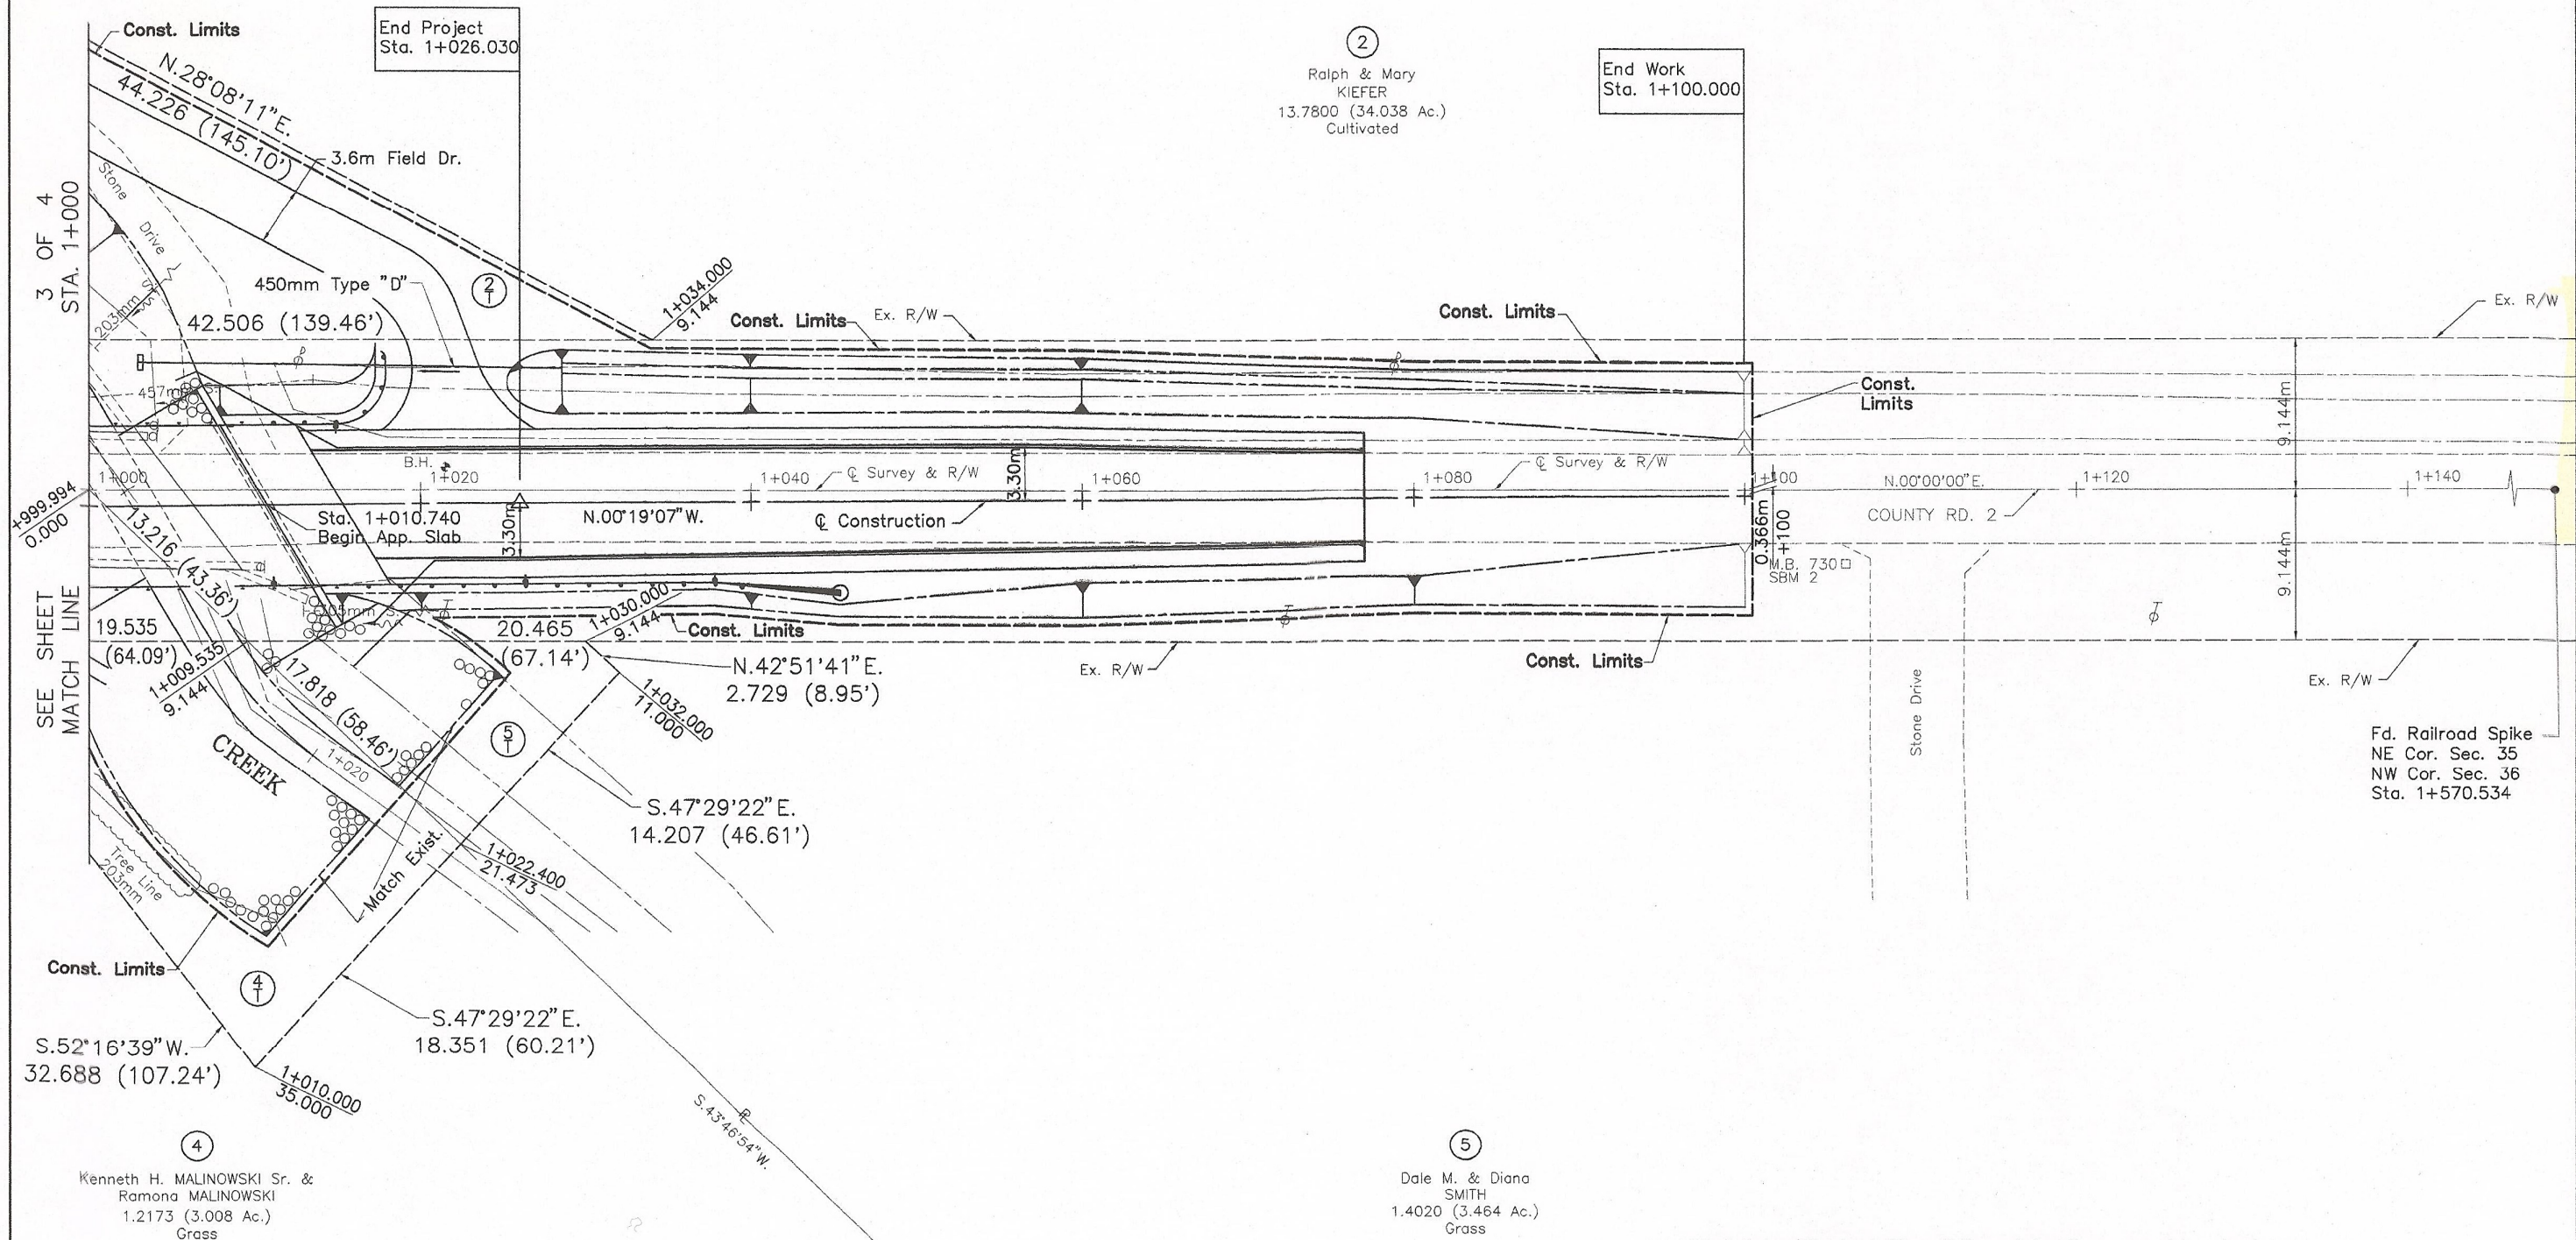 Const. Limits
N.28°08'11"E.
44.226 (145.10')
End Project
Sta. 1+026.030
2
Ralph & Mary
KIEFER
13.7800 (34.038 Ac.)
Cultivated
End Work
Sta. 1+100.000
3.6m Field Dr.
Stone Drive
3 OF 4
STA. 1+000
SEE SHEET
MATCH LINE
450mm Type "D"
2
T
203mm
42.506 (139.46')
1+034.000
9.144
Const. Limits
Ex. R/W
Const. Limits
Ex. R/W
Const.
Limits
9.144m
457m
B.H.
1+000
1+020
1+040
℄ Survey & R/W
3.30m
1+060
1+080
℄ Survey & R/W
1+100
N.00°00'00"E.
1+120
1+140
+999.994
0.000
13.216 (43.36')
Sta. 1+010.740
Begin App. Slab
3.30m
N.00°19'07"W.
℄ Construction
0.366m
+100
COUNTY RD. 2
M.B. 730
SBM 2
9.144m
19.535
(64.09')
1+009.535
9.144
17.818 (58.46')
20.465
(67.14')
1+030.000
9.144
Const. Limits
N.42°51'41"E.
2.729 (8.95')
Ex. R/W
Const. Limits
Stone Drive
Ex. R/W
1+032.000
11.000
5
T
CREEK
1+020
Fd. Railroad Spike
NE Cor. Sec. 35
NW Cor. Sec. 36
Sta. 1+570.534
S.47°29'22"E.
14.207 (46.61')
Match Exist.
1+022.400
21.473
Tree Line
203mm
Const. Limits
4
T
S.47°29'22"E.
18.351 (60.21')
S.52°16'39"W.
32.688 (107.24')
1+010.000
35.000
℄
S.43°46'54"W.
4
Kenneth H. MALINOWSKI Sr. &
Ramona MALINOWSKI
1.2173 (3.008 Ac.)
Grass
5
Dale M. & Diana
SMITH
1.4020 (3.464 Ac.)
Grass